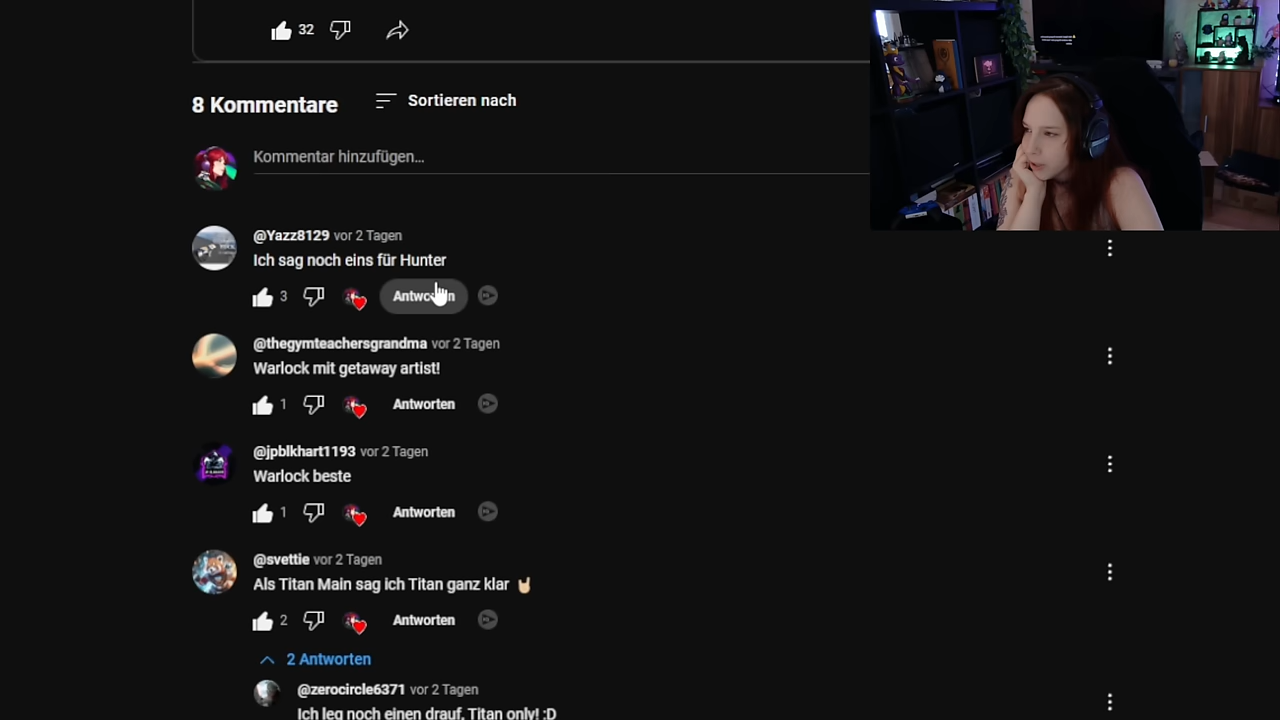 32
8 Kommentare
Sortieren nach
Kommentar hinzufügen...
@Yazz8129 vor 2 Tagen
Ich sag noch eins für Hunter
3
@thegymteachersgrandma vor 2 Tagen
Warlock mit getaway artist!
1 Antworten
@jpblkhart1193 vor 2 Tagen
Warlock beste
1 Antworten
@svettie vor 2 Tagen
Als Titan Main sag ich Titan ganz klar 🤘🏼
2 Antworten
2 Antworten
@zerocircle6371 vor 2 Tagen
Ich leg noch einen drauf, Titan only! :D